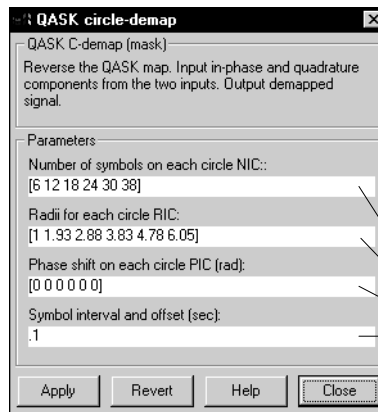 QASK circle-demap
QASK C-demap (mask)
Reverse the QASK map. Input in-phase and quadrature
components from the two inputs. Output demapped
signal.
Parameters
Number of symbols on each circle NIC::
[6 12 18 24 30 38]
Radii for each circle RIC:
[1 1.93 2.88 3.83 4.78 6.05]
Phase shift on each circle PIC (rad):
[0 0 0 0 0 0]
Symbol interval and offset (sec):
.1
Apply Revert Help Close